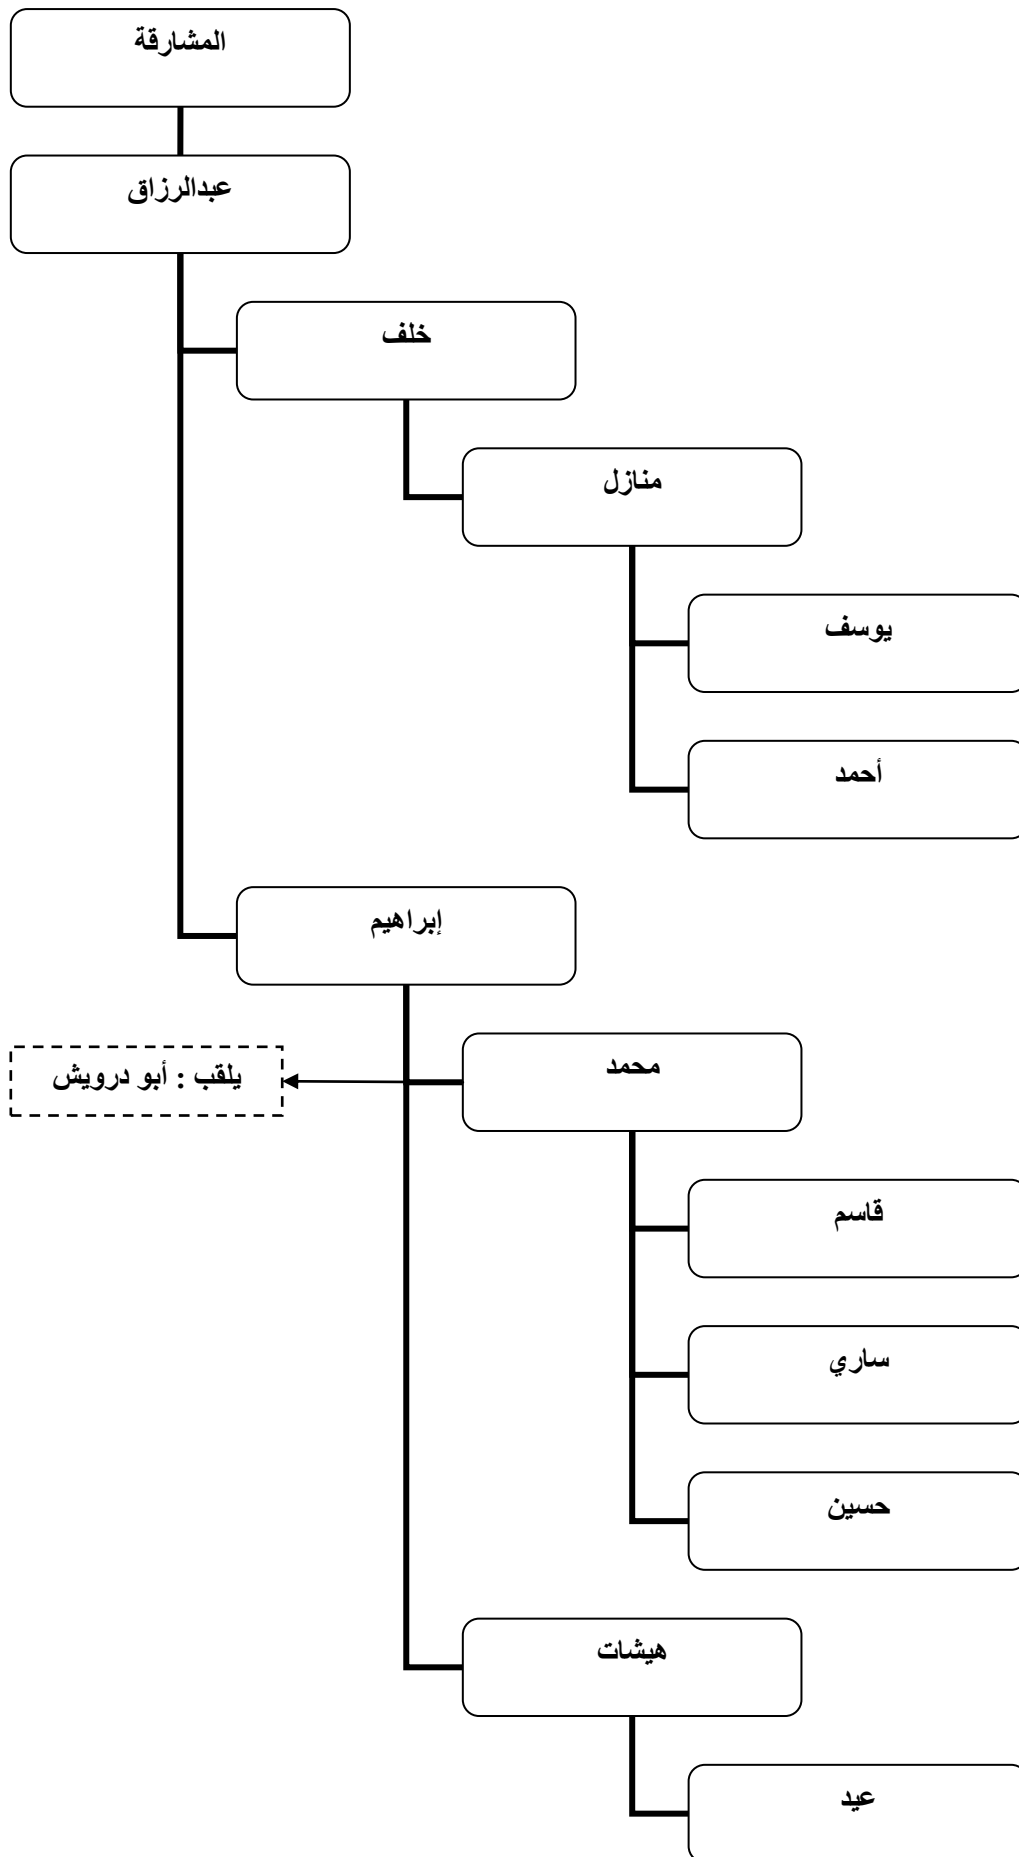 المشارقة
عبدالرزاق
خلف
منازل
يوسف
أحمد
إبراهيم
محمد
يلقب : أبو درويش
قاسم
ساري
حسين
هيشات
عيد